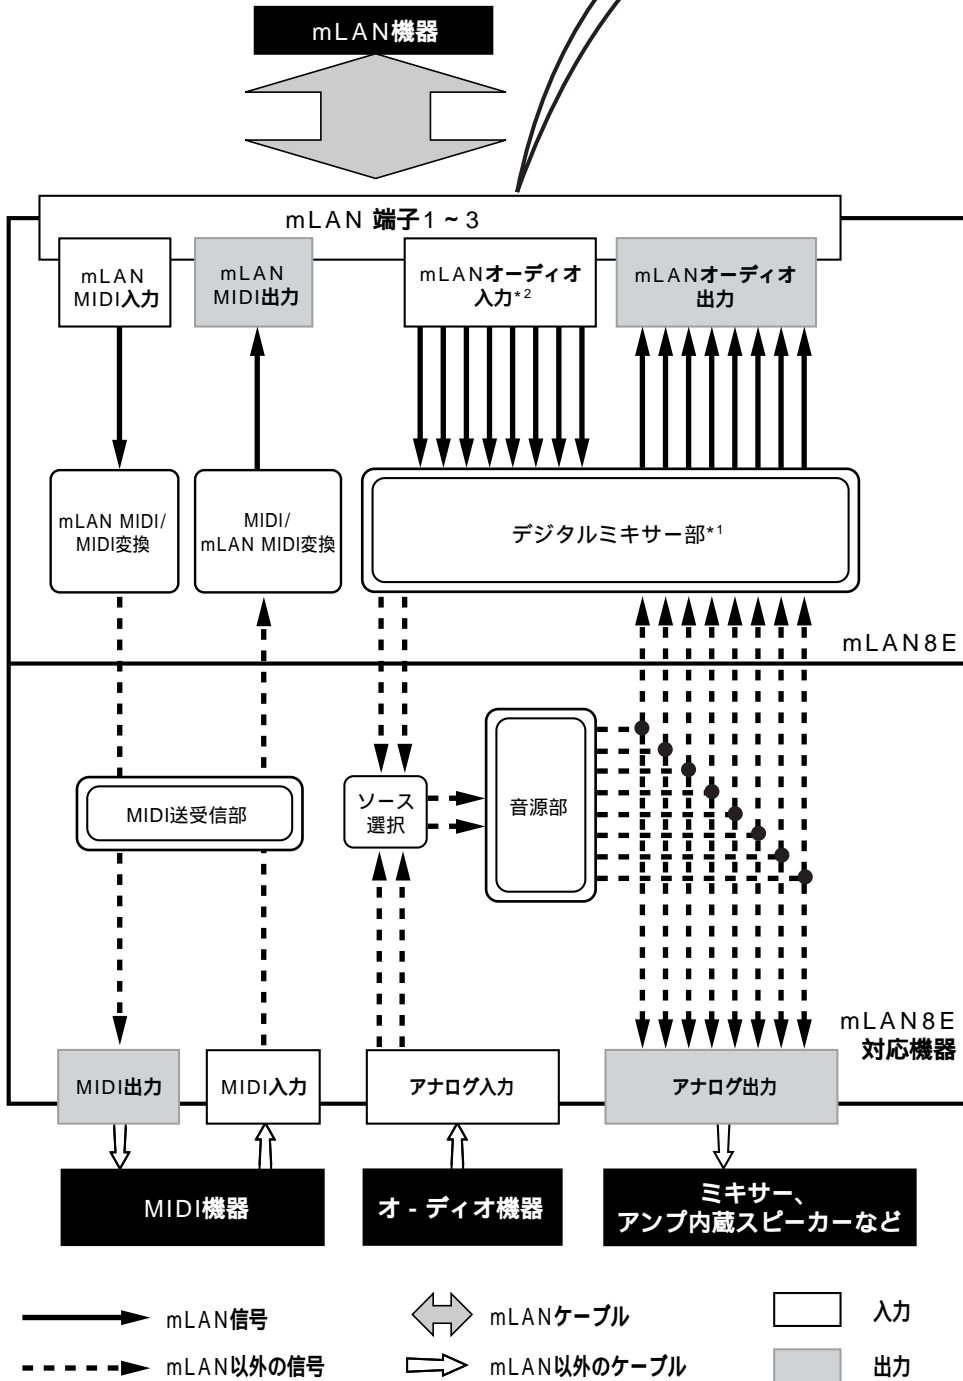 mLAN機器
mLAN 端子1 ~ 3
mLAN
MIDI入力
mLAN
MIDI出力
mLANオーディオ
入力*2
mLANオーディオ
出力
mLAN MIDI/
MIDI変換
MIDI/
mLAN MIDI変換
デジタルミキサー部*1
mLAN8E
MIDI送受信部
ソース
選択
音源部
mLAN8E
対応機器
MIDI出力
MIDI入力
アナログ入力
アナログ出力
MIDI機器
オ - ディオ機器
ミキサー、
アンプ内蔵スピーカーなど
mLAN信号
mLANケーブル
入力
mLAN以外の信号
mLAN以外のケーブル
出力